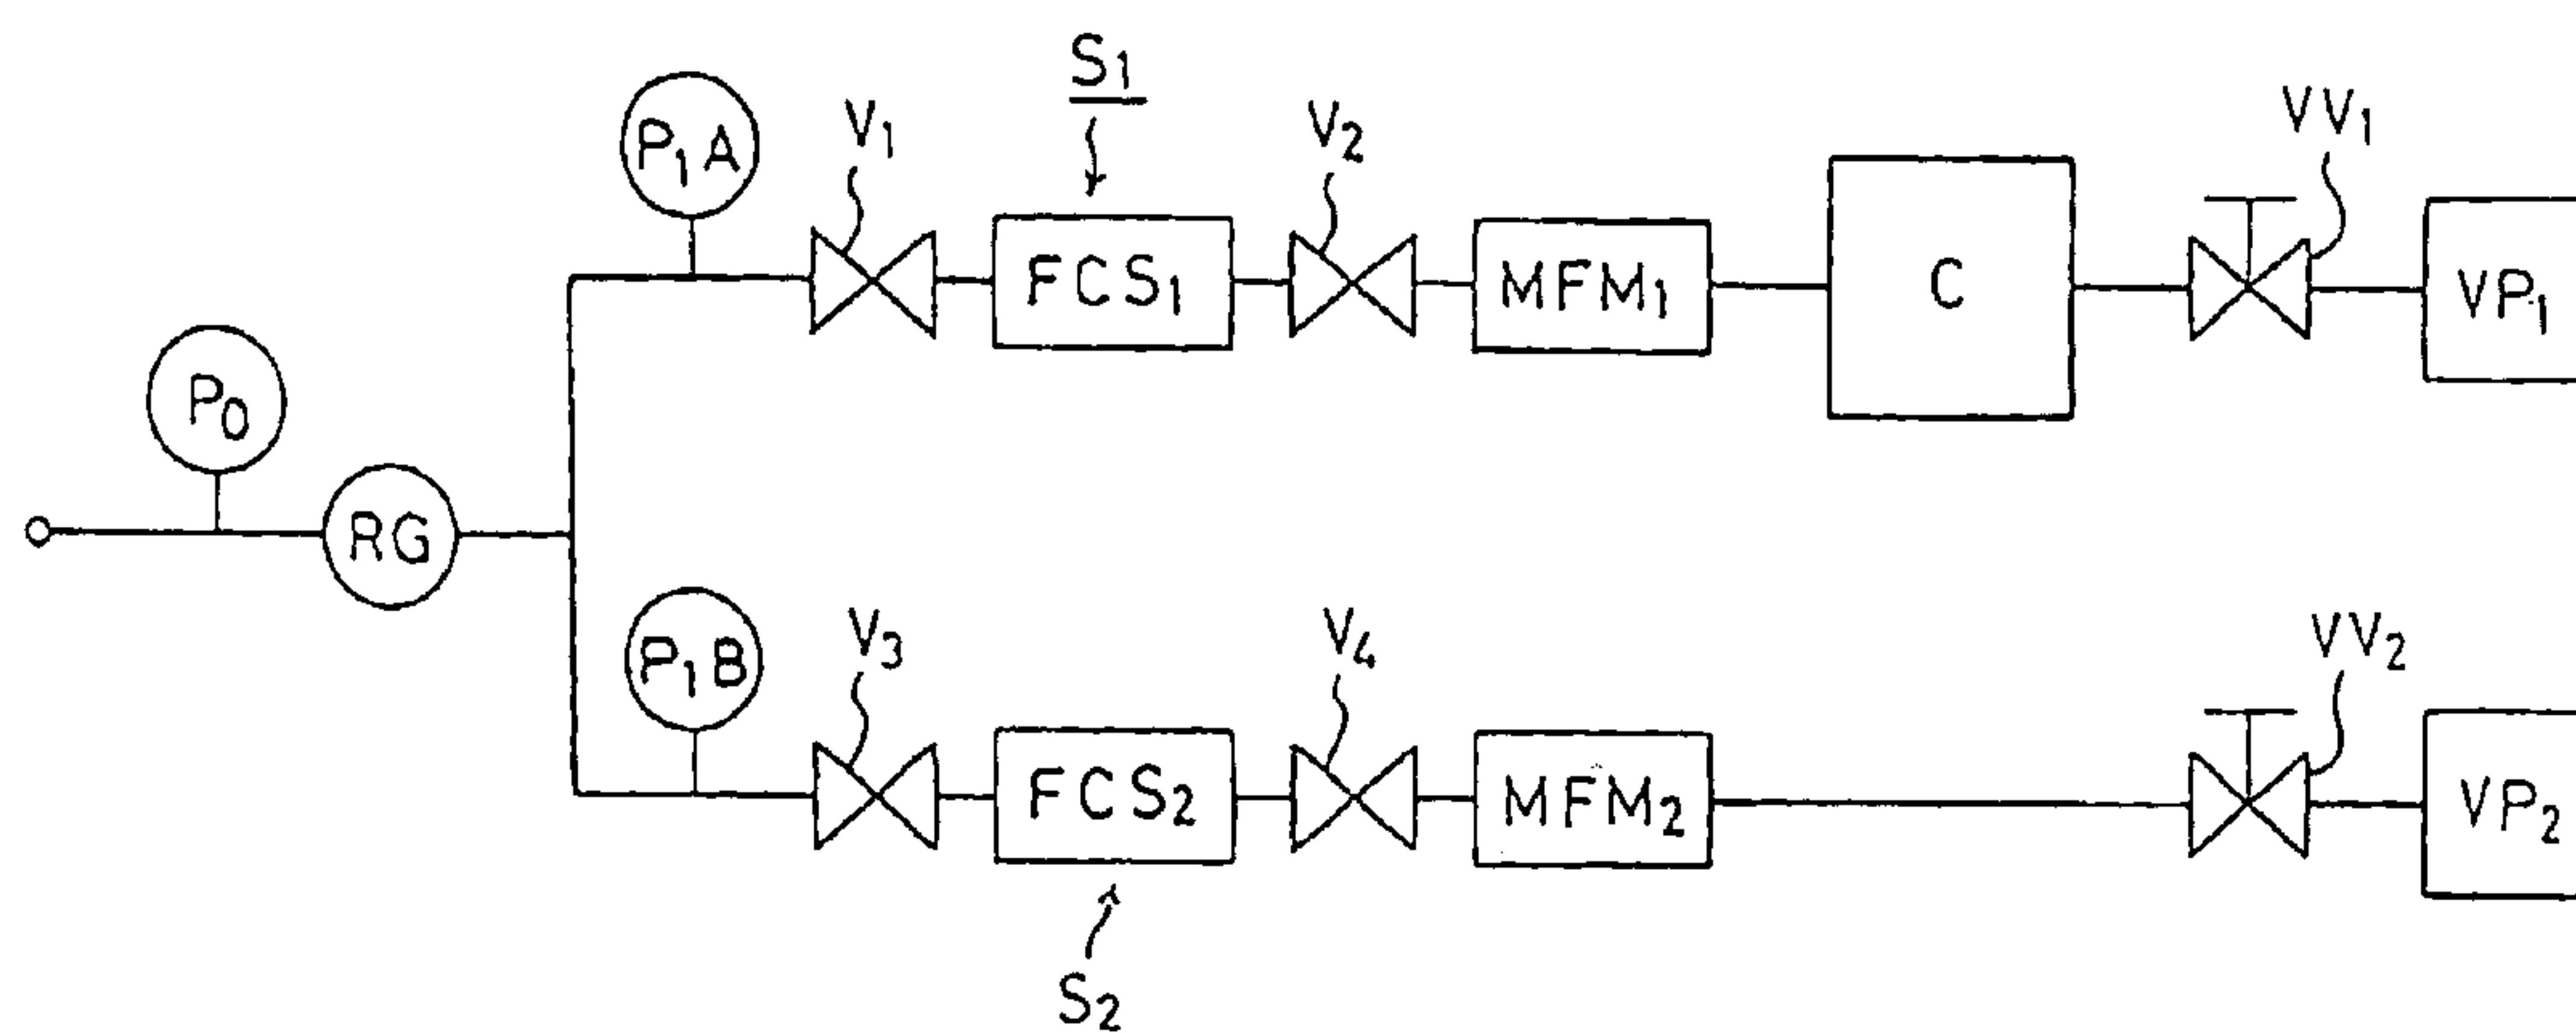 S1
P1A
V1
V2
VV1
FCS1
MFM1
C
VP1
P0
RG
P1B
V3
V4
VV2
FCS2
MFM2
VP2
S2